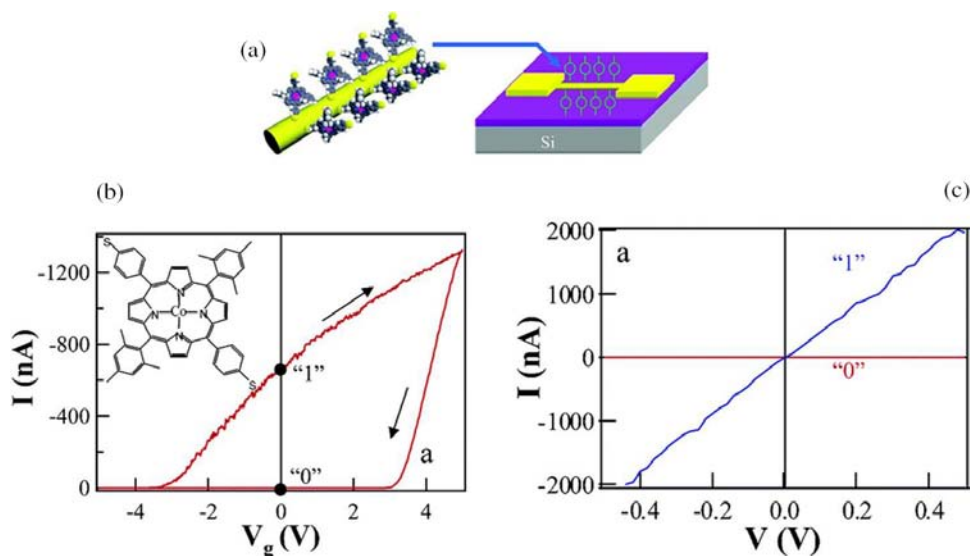 (a)
Si
(b)
(c)
I (nA)
-1200
-800
-400
0
S
N
N
Co
N
N
S
"1"
"0"
a
-4
-2
0
2
4
Vg (V)
I (nA)
2000
1000
0
-1000
-2000
a
"1"
"0"
-0.4
-0.2
0.0
0.2
0.4
V (V)